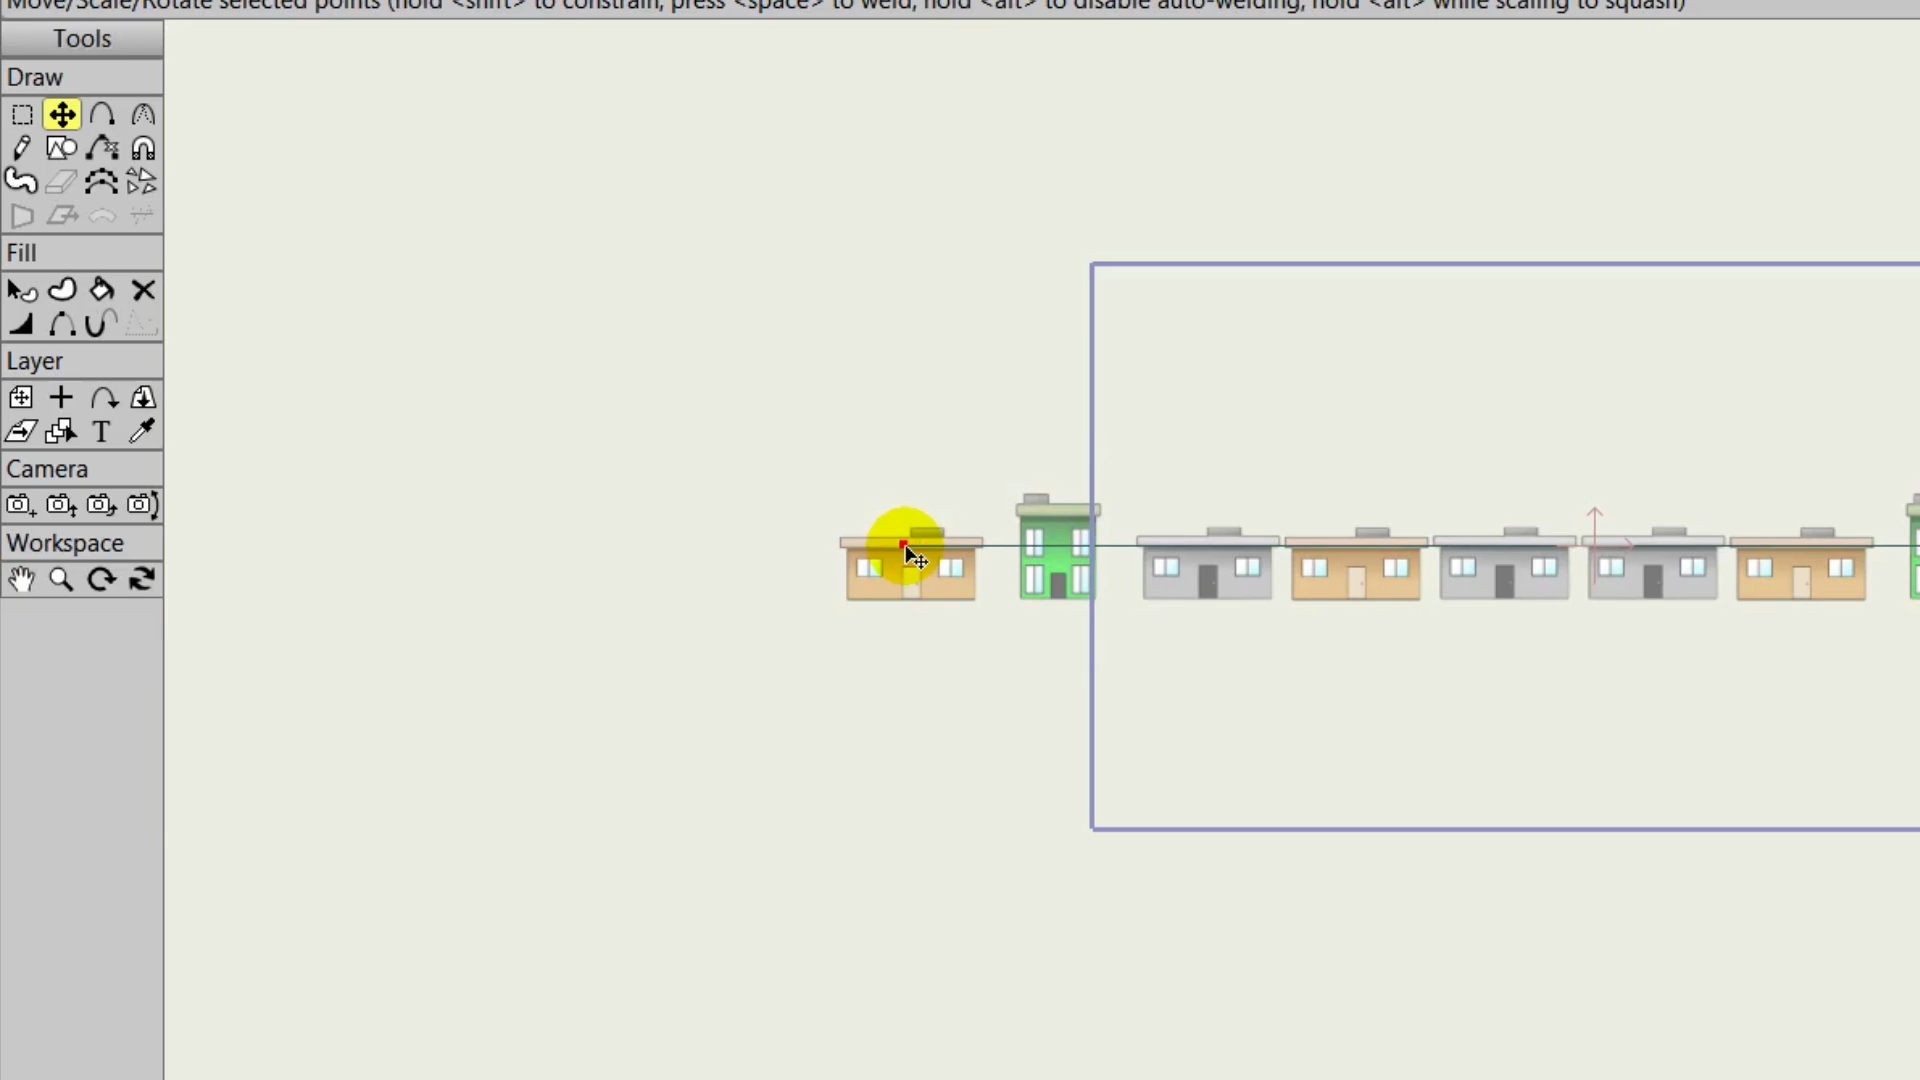 Move/Scale/Rotate selected points (hold <shift> to constrain, press <space> to weld, hold <alt> to disable auto-welding, hold <alt> while scaling to squash)
Tools
Draw
Fill
Layer
T
Camera
Workspace